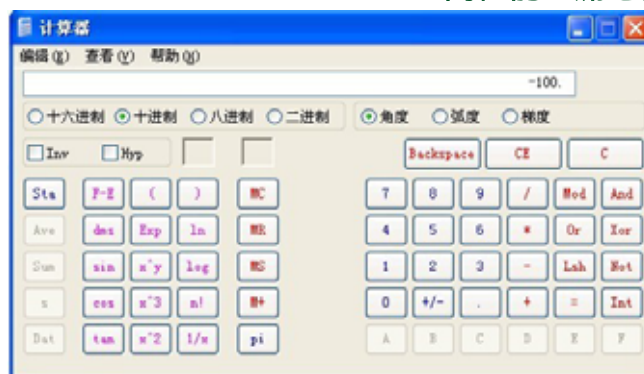 计算器
编辑(E) 查看(V) 帮助(H)
-100.
十六进制 十进制 八进制 二进制 角度 弧度 梯度
Inv Hyp Backspace CE C
Sta F-E ( ) MC 7 8 9 / Mod And
Ave dms Exp ln MR 4 5 6 * Or Xor
Sum sin x^y log MS 1 2 3 - Lsh Not
s cos x^3 n! M+ 0 +/- . + = Int
Dat tan x^2 1/x pi A B C D E F